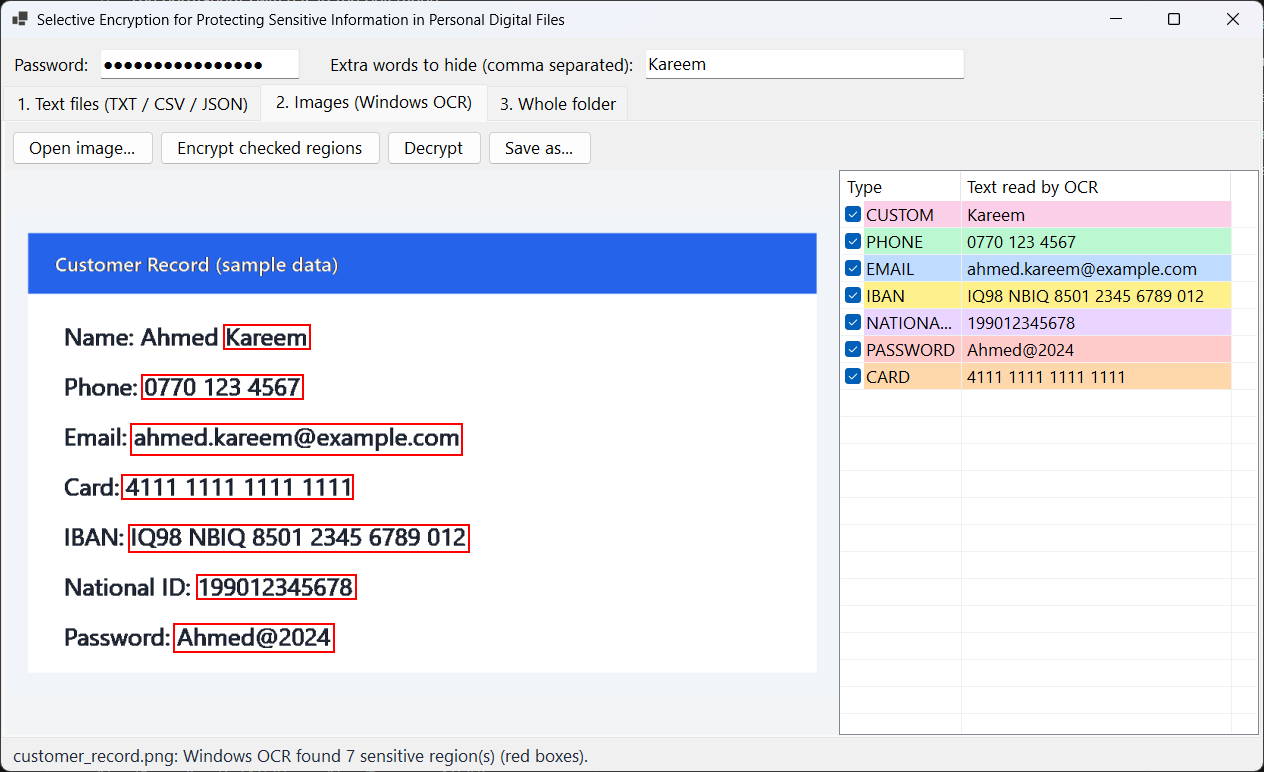 Selective Encryption for Protecting Sensitive Information in Personal Digital Files
Password: ●●●●●●●●●●●●●●●● Extra words to hide (comma separated): Kareem
1. Text files (TXT / CSV / JSON) 2. Images (Windows OCR) 3. Whole folder
Open image... Encrypt checked regions Decrypt Save as...
Customer Record (sample data)
Name: Ahmed Kareem
Phone: 0770 123 4567
Email: ahmed.kareem@example.com
Card: 4111 1111 1111 1111
IBAN: IQ98 NBIQ 8501 2345 6789 012
National ID: 199012345678
Password: Ahmed@2024
Type Text read by OCR
CUSTOM Kareem
PHONE 0770 123 4567
EMAIL ahmed.kareem@example.com
IBAN IQ98 NBIQ 8501 2345 6789 012
NATIONA... 199012345678
PASSWORD Ahmed@2024
CARD 4111 1111 1111 1111
customer_record.png: Windows OCR found 7 sensitive region(s) (red boxes).